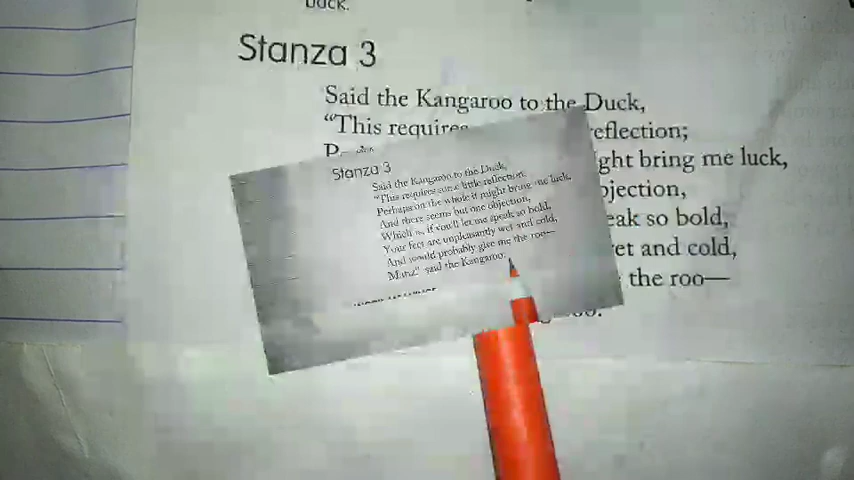 Duck.
Stanza 3
Said the Kangaroo to the Duck,
"This requires reflection;
ght bring me luck,
bjection,
eak so bold,
et and cold,
the roo—
Stanza 3
Said the Kangaroo to the Duck,
"This requires some little reflection;
Perhaps on the whole it might bring me luck,
And there seems but one objection,
Which is, if you'll let me speak so bold,
Your feet are unpleasantly wet and cold,
And would probably give me the roo—
Matiz!" said the Kangaroo.